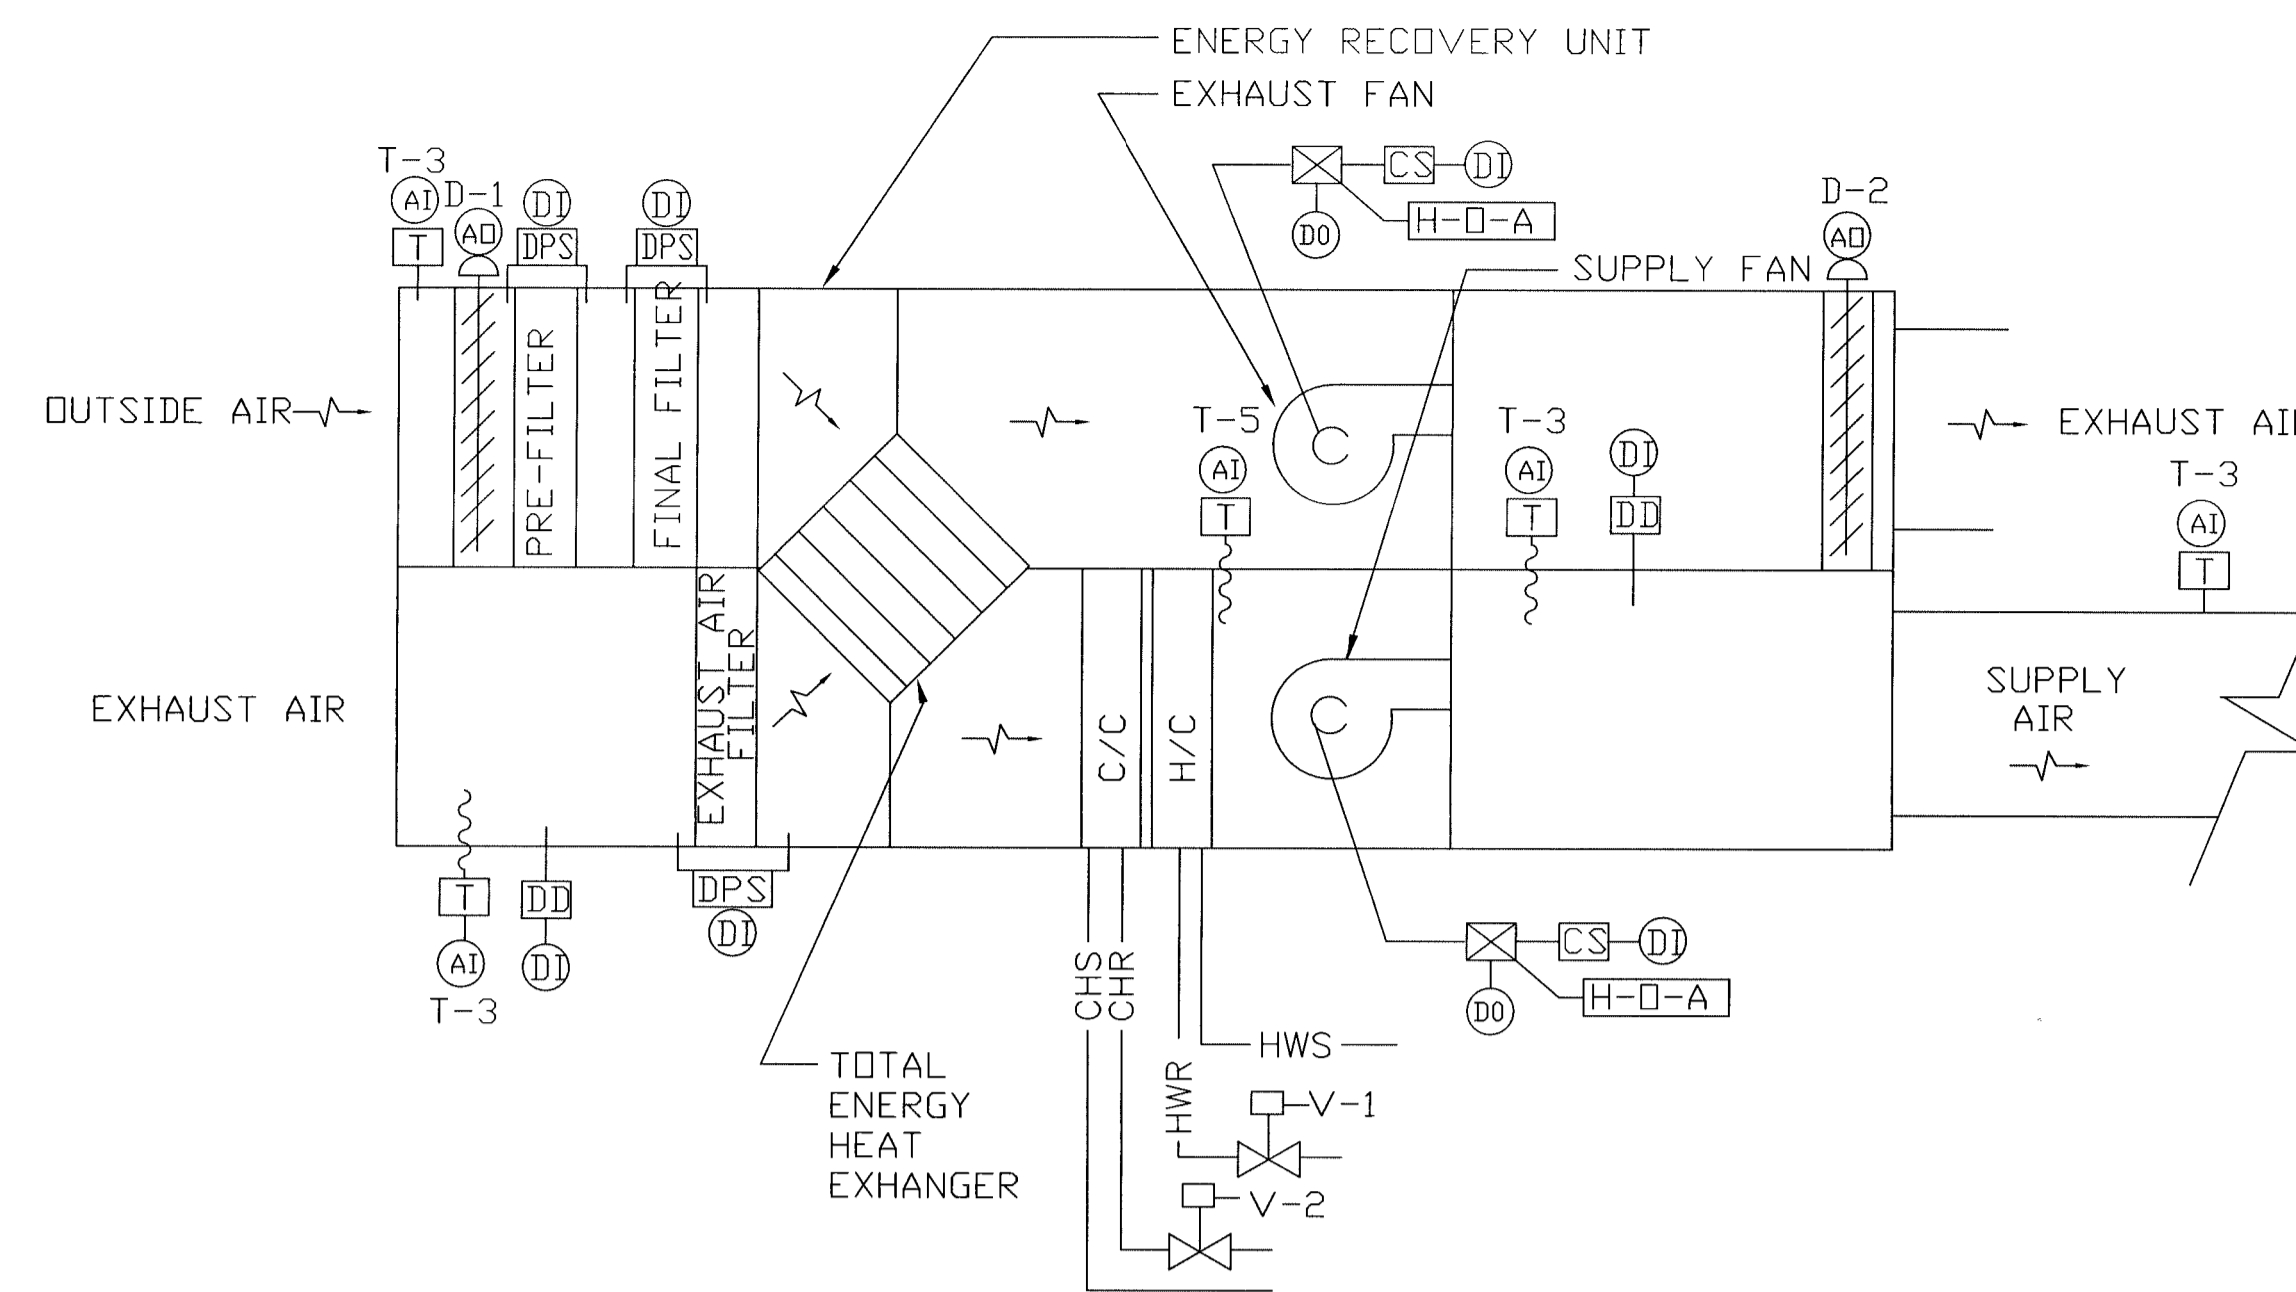 ENERGY RECOVERY UNIT
EXHAUST FAN
T-3
AI
D-1
AO
DI
DI
T
DPS
DPS
CS
DI
DO
H-O-A
D-2
AO
SUPPLY FAN
OUTSIDE AIR
PRE-FILTER
FINAL FILTER
T-5
AI
T
T-3
AI
T
DI
DD
EXHAUST AI
T-3
AI
T
EXHAUST AIR
EXHAUST AIR
FILTER
C/C
H/C
SUPPLY
AIR
T
AI
T-3
DD
DI
DPS
DI
CHS
CHR
CS
DI
DO
H-O-A
HWS
HWR
V-1
V-2
TOTAL
ENERGY
HEAT
EXHANGER